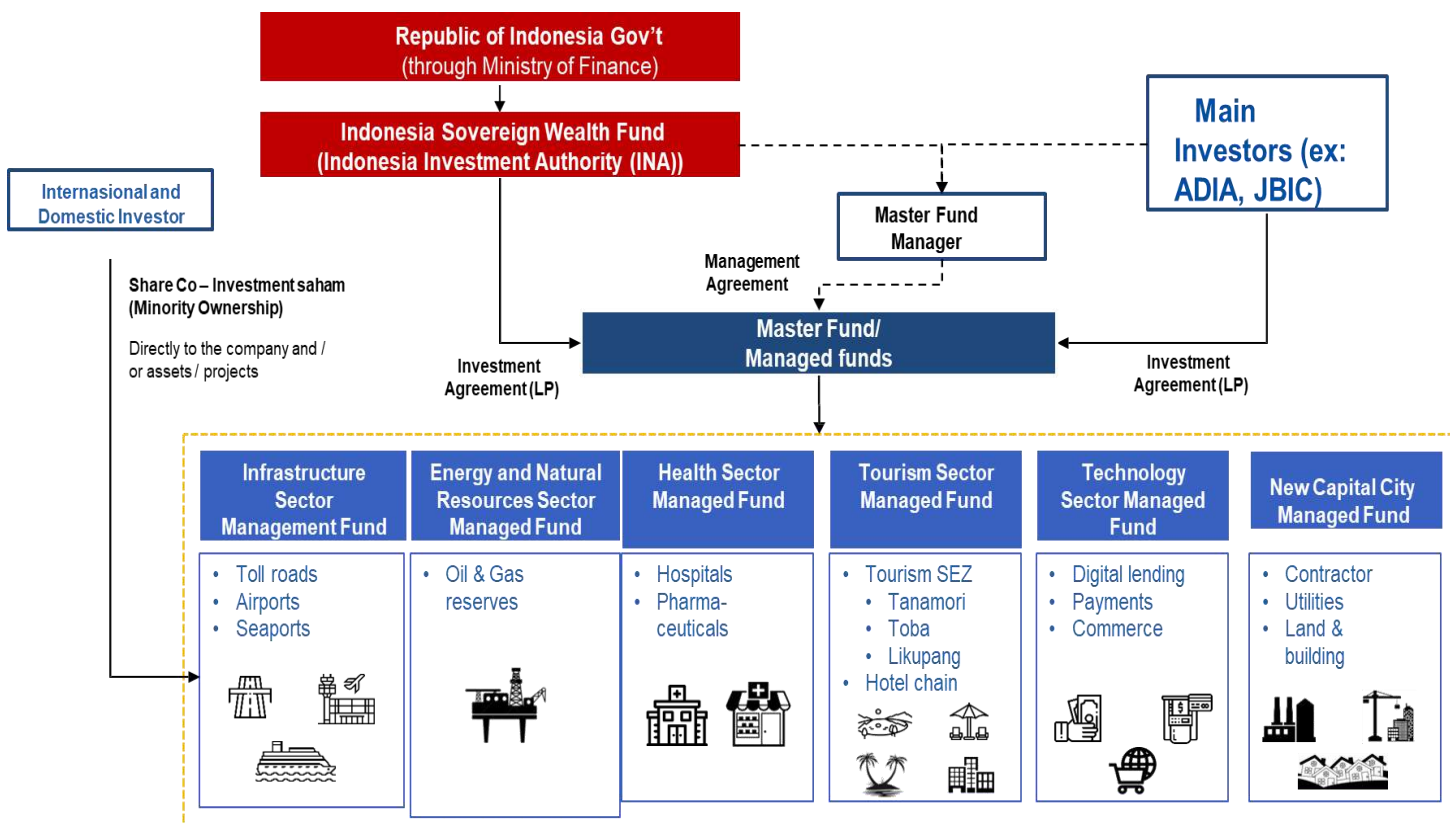 Republic of Indonesia Gov't
(through Ministry of Finance)
Indonesia Sovereign Wealth Fund
(Indonesia Investment Authority (INA))
Main
Investors (ex:
ADIA, JBIC)
Internasional and
Domestic Investor
Master Fund
Manager
Management
Agreement
Share Co – Investment saham
(Minority Ownership)
Directly to the company and /
or assets / projects
Master Fund/
Managed funds
Investment
Agreement (LP)
Investment
Agreement (LP)
Infrastructure
Sector
Management Fund
• Toll roads
• Airports
• Seaports
Energy and Natural
Resources Sector
Managed Fund
• Oil & Gas
reserves
Health Sector
Managed Fund
• Hospitals
• Pharma-
ceuticals
Tourism Sector
Managed Fund
• Tourism SEZ
• Tanamori
• Toba
• Likupang
• Hotel chain
Technology
Sector Managed
Fund
• Digital lending
• Payments
• Commerce
New Capital City
Managed Fund
• Contractor
• Utilities
• Land &
building